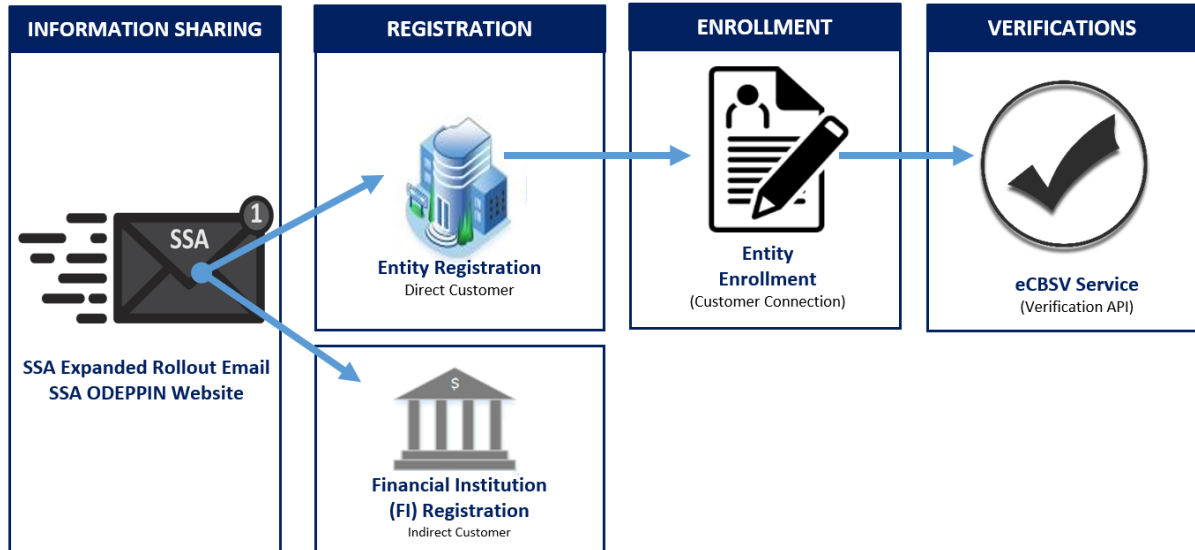 INFORMATION SHARING
SSA
1
SSA Expanded Rollout Email
SSA ODEPPIN Website
REGISTRATION
Entity Registration
Direct Customer
$
Financial Institution
(FI) Registration
Indirect Customer
ENROLLMENT
Entity
Enrollment
(Customer Connection)
VERIFICATIONS
eCBSV Service
(Verification API)